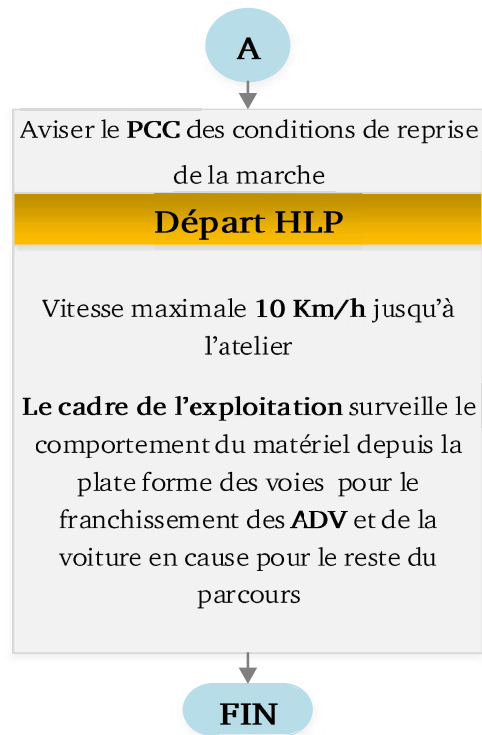 A
Aviser le PCC des conditions de reprise
de la marche
Départ HLP
Vitesse maximale 10 Km/h jusqu’à
l’atelier
Le cadre de l’exploitation surveille le
comportement du matériel depuis la
plate forme des voies pour le
franchissement des ADV et de la
voiture en cause pour le reste du
parcours
FIN